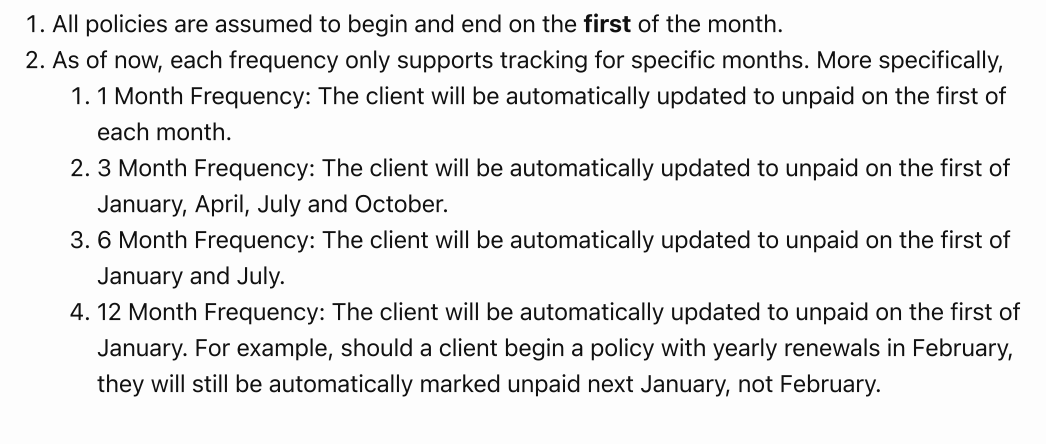 1. All policies are assumed to begin and end on the first of the month.
2. As of now, each frequency only supports tracking for specific months. More specifically,
1. 1 Month Frequency: The client will be automatically updated to unpaid on the first of
each month.
2. 3 Month Frequency: The client will be automatically updated to unpaid on the first of
January, April, July and October.
3. 6 Month Frequency: The client will be automatically updated to unpaid on the first of
January and July.
4. 12 Month Frequency: The client will be automatically updated to unpaid on the first of
January. For example, should a client begin a policy with yearly renewals in February,
they will still be automatically marked unpaid next January, not February.